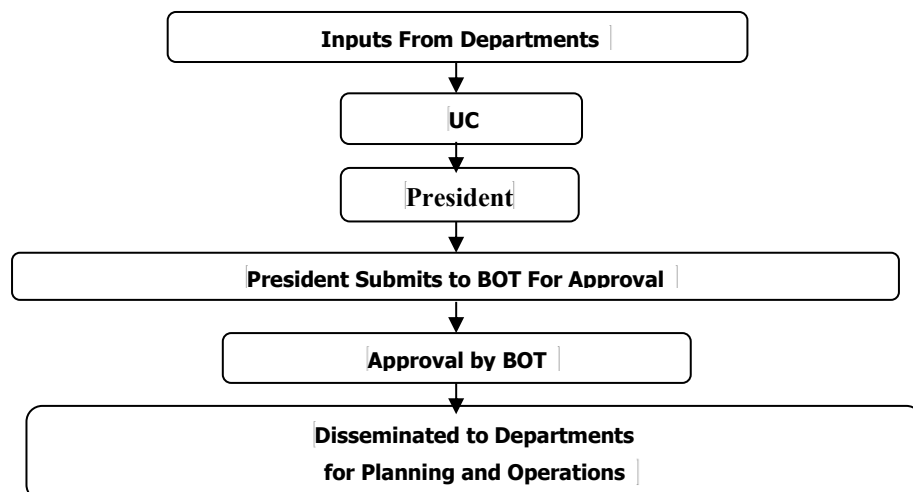 Inputs From Departments
UC
President
President Submits to BOT For Approval
Approval by BOT
Disseminated to Departments
for Planning and Operations